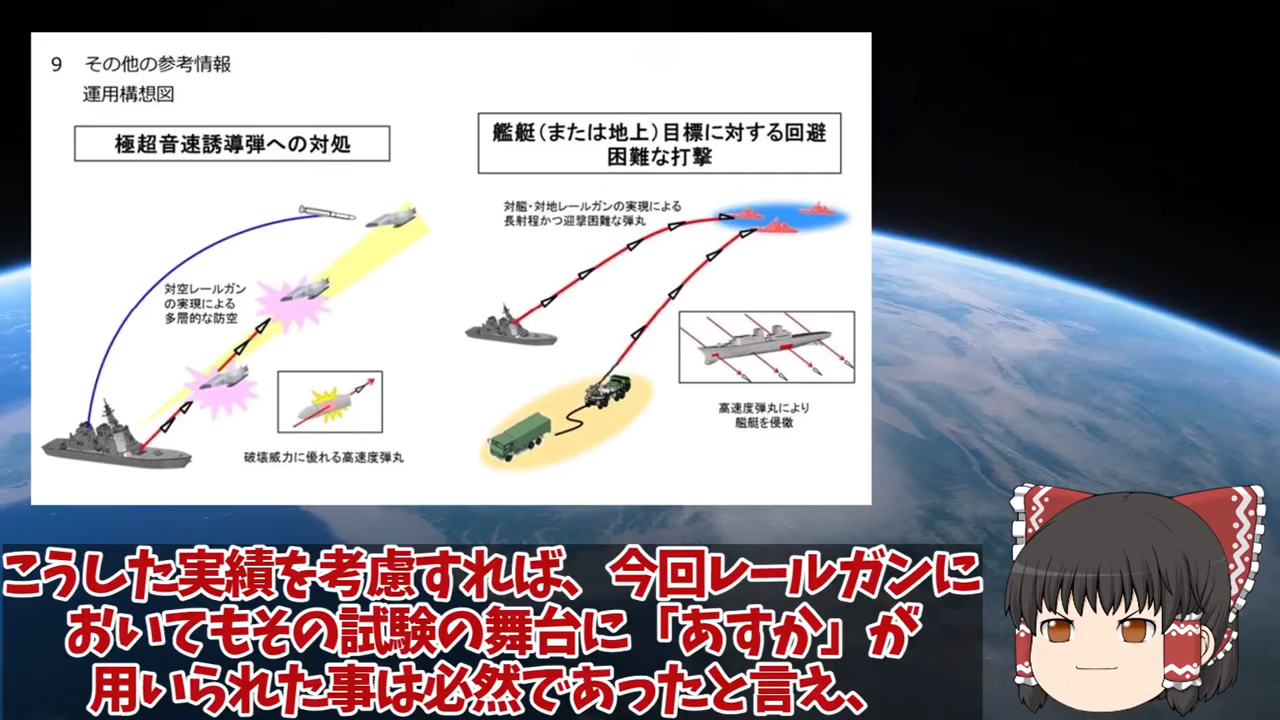 9 その他の参考情報
運用構想図
極超音速誘導弾への対処
対空レールガン
の実現による
多層的な防空
破壊威力に優れる高速度弾丸
艦艇(または地上)目標に対する回避
困難な打撃
対艦・対地レールガンの実現による
長射程かつ迎撃困難な弾丸
高速度弾丸により
艦艇を侵徹
こうした実績を考慮すれば、今回レールガンに
おいてもその試験の舞台に「あすか」が
用いられた事は必然であったと言え、